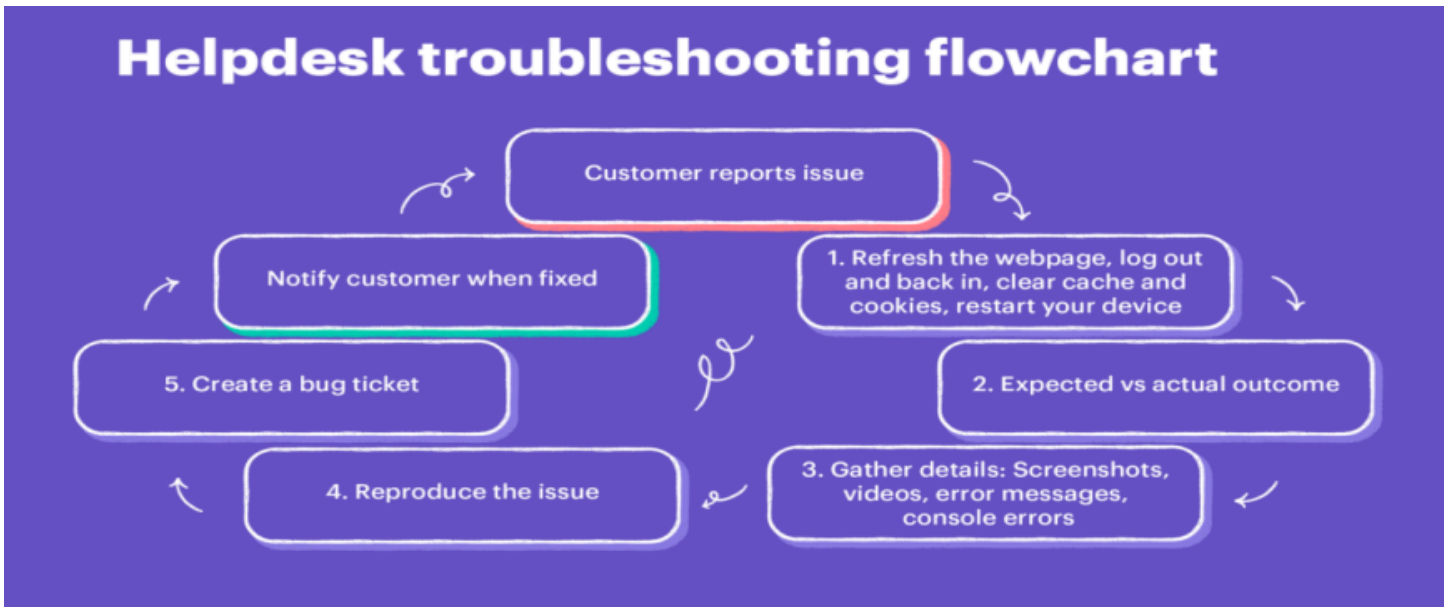 Helpdesk troubleshooting flowchart
Customer reports issue
1. Refresh the webpage, log out
and back in, clear cache and
cookies, restart your device
2. Expected vs actual outcome
3. Gather details: Screenshots,
videos, error messages,
console errors
4. Reproduce the issue
5. Create a bug ticket
Notify customer when fixed